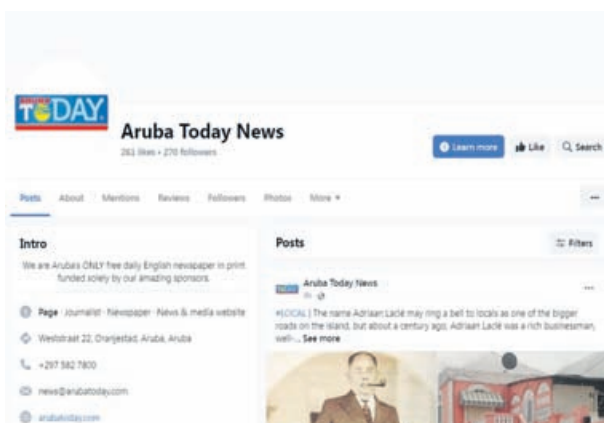 ARUBA
TODAY
Aruba Today News
261 likes • 270 followers
Learn more
Like
Search
Posts
About
Mentions
Reviews
Followers
Photos
More
Intro
We are Aruba's ONLY free daily English newspaper in print
funded solely by our amazing sponsors.
Page · Journalist · Newspaper · News & media website
Weststraat 22, Oranjestad, Aruba, Aruba
+297 582 7800
news@arubatoday.com
arubatoday.com
Posts
Filters
Aruba Today News
#LOCAL | The name Adriaan Laclé may ring a bell to locals as one of the bigger
roads on the island, but about a century ago, Adriaan Laclé was a rich businessman,
well-... See more